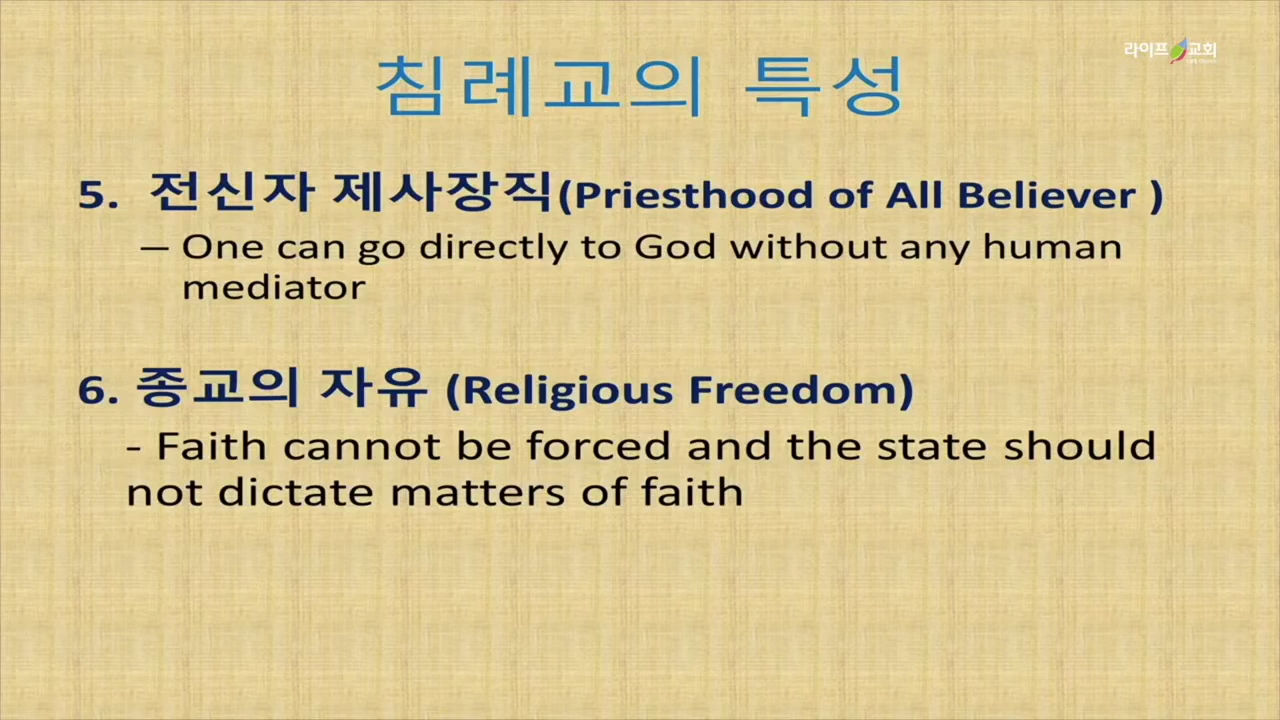 라이프 교회
침례교의 특성
5. 전신자 제사장직(Priesthood of All Believer )
– One can go directly to God without any human
mediator
6. 종교의 자유 (Religious Freedom)
- Faith cannot be forced and the state should
not dictate matters of faith